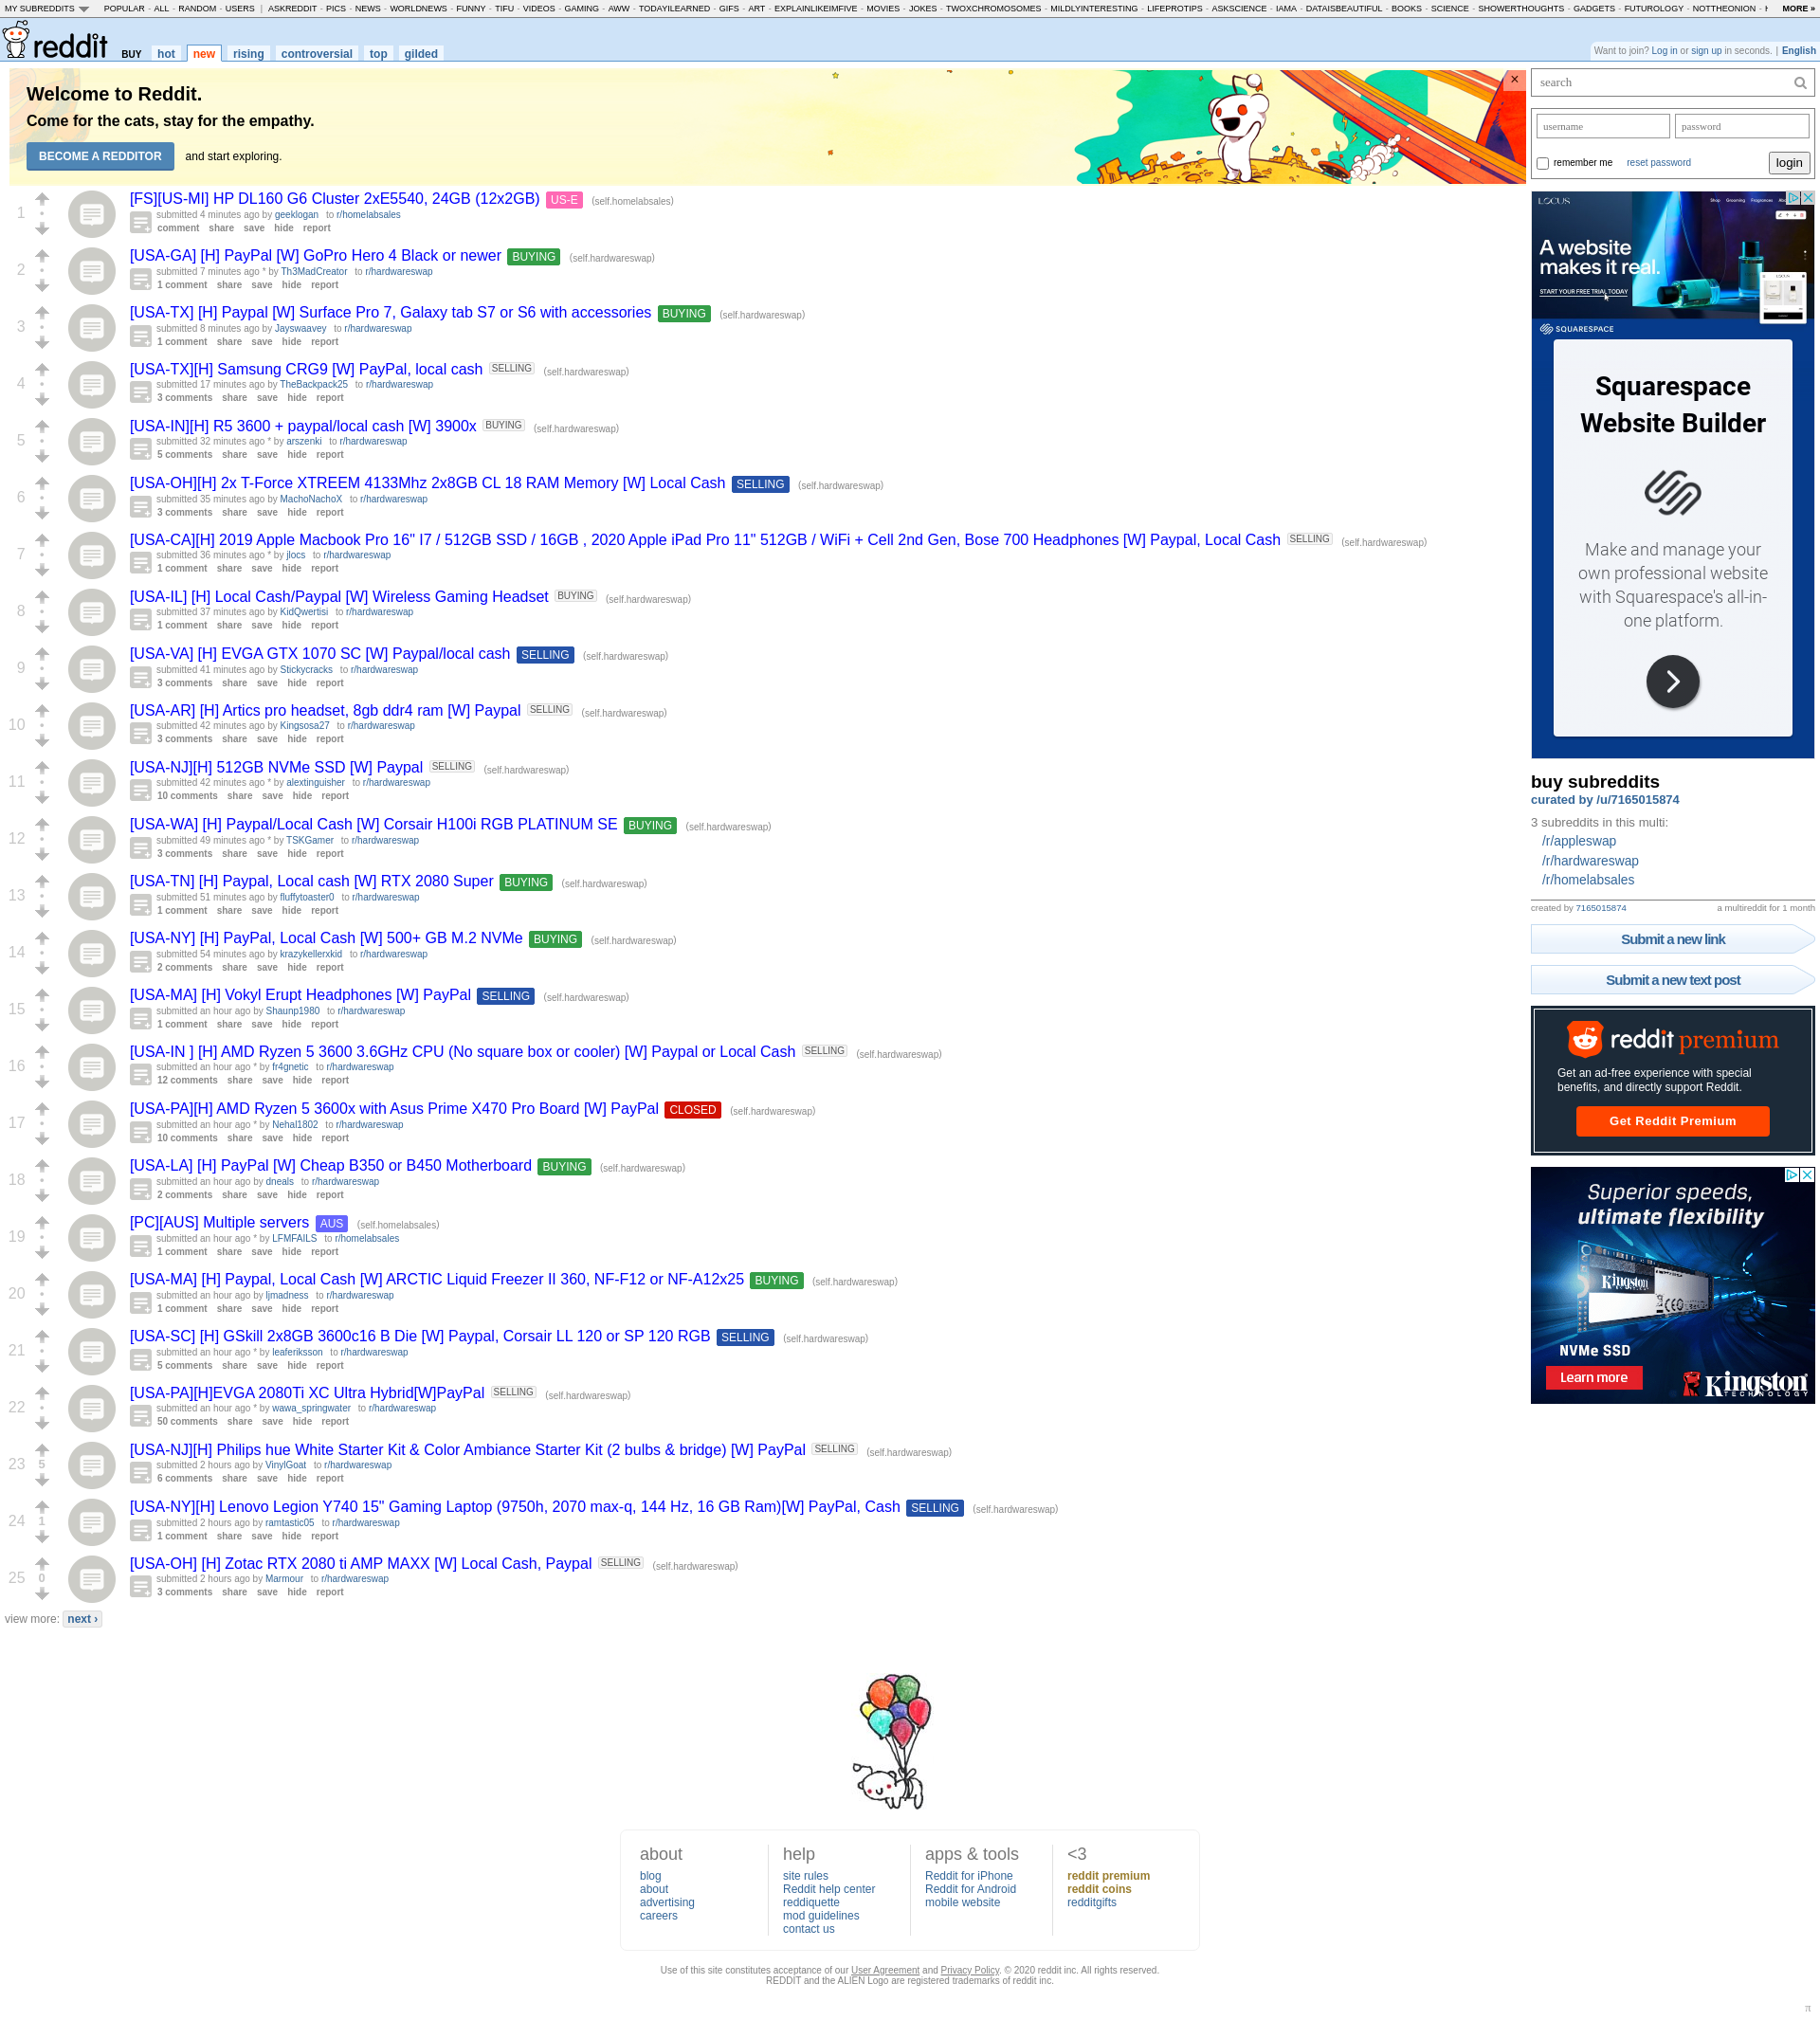 MY SUBREDDITS POPULAR - ALL - RANDOM - USERS | ASKREDDIT - PICS - NEWS - WORLDNEWS - FUNNY - TIFU - VIDEOS - GAMING - AWW - TODAYILEARNED - GIFS - ART - EXPLAINLIKEIMFIVE - MOVIES - JOKES - TWOXCHROMOSOMES - MILDLYINTERESTING - LIFEPROTIPS - ASKSCIENCE - IAMA - DATAISBEAUTIFUL - BOOKS - SCIENCE - SHOWERTHOUGHTS - GADGETS - FUTUROLOGY - NOTTHEONION - MORE »
reddit BUY hot new rising controversial top gilded
Want to join? Log in or sign up in seconds. | English
Welcome to Reddit.
Come for the cats, stay for the empathy.
BECOME A REDDITOR and start exploring.
×
1
[FS][US-MI] HP DL160 G6 Cluster 2xE5540, 24GB (12x2GB) US-E (self.homelabsales)
submitted 4 minutes ago by geeklogan to r/homelabsales
comment share save hide report
2
[USA-GA] [H] PayPal [W] GoPro Hero 4 Black or newer BUYING (self.hardwareswap)
submitted 7 minutes ago * by Th3MadCreator to r/hardwareswap
1 comment share save hide report
3
[USA-TX] [H] Paypal [W] Surface Pro 7, Galaxy tab S7 or S6 with accessories BUYING (self.hardwareswap)
submitted 8 minutes ago by Jayswaavey to r/hardwareswap
1 comment share save hide report
4
[USA-TX][H] Samsung CRG9 [W] PayPal, local cash SELLING (self.hardwareswap)
submitted 17 minutes ago by TheBackpack25 to r/hardwareswap
3 comments share save hide report
5
[USA-IN][H] R5 3600 + paypal/local cash [W] 3900x BUYING (self.hardwareswap)
submitted 32 minutes ago * by arszenki to r/hardwareswap
5 comments share save hide report
6
[USA-OH][H] 2x T-Force XTREEM 4133Mhz 2x8GB CL 18 RAM Memory [W] Local Cash SELLING (self.hardwareswap)
submitted 35 minutes ago by MachoNachoX to r/hardwareswap
3 comments share save hide report
7
[USA-CA][H] 2019 Apple Macbook Pro 16" I7 / 512GB SSD / 16GB , 2020 Apple iPad Pro 11" 512GB / WiFi + Cell 2nd Gen, Bose 700 Headphones [W] Paypal, Local Cash SELLING (self.hardwareswap)
submitted 36 minutes ago * by jlocs to r/hardwareswap
1 comment share save hide report
8
[USA-IL] [H] Local Cash/Paypal [W] Wireless Gaming Headset BUYING (self.hardwareswap)
submitted 37 minutes ago by KidQwertisi to r/hardwareswap
1 comment share save hide report
9
[USA-VA] [H] EVGA GTX 1070 SC [W] Paypal/local cash SELLING (self.hardwareswap)
submitted 41 minutes ago by Stickycracks to r/hardwareswap
3 comments share save hide report
10
[USA-AR] [H] Artics pro headset, 8gb ddr4 ram [W] Paypal SELLING (self.hardwareswap)
submitted 42 minutes ago by Kingsosa27 to r/hardwareswap
3 comments share save hide report
11
[USA-NJ][H] 512GB NVMe SSD [W] Paypal SELLING (self.hardwareswap)
submitted 42 minutes ago * by alextinguisher to r/hardwareswap
10 comments share save hide report
12
[USA-WA] [H] Paypal/Local Cash [W] Corsair H100i RGB PLATINUM SE BUYING (self.hardwareswap)
submitted 49 minutes ago * by TSKGamer to r/hardwareswap
3 comments share save hide report
13
[USA-TN] [H] Paypal, Local cash [W] RTX 2080 Super BUYING (self.hardwareswap)
submitted 51 minutes ago by fluffytoaster0 to r/hardwareswap
1 comment share save hide report
14
[USA-NY] [H] PayPal, Local Cash [W] 500+ GB M.2 NVMe BUYING (self.hardwareswap)
submitted 54 minutes ago by krazykellerxkid to r/hardwareswap
2 comments share save hide report
15
[USA-MA] [H] Vokyl Erupt Headphones [W] PayPal SELLING (self.hardwareswap)
submitted an hour ago by Shaunp1980 to r/hardwareswap
1 comment share save hide report
16
[USA-IN ] [H] AMD Ryzen 5 3600 3.6GHz CPU (No square box or cooler) [W] Paypal or Local Cash SELLING (self.hardwareswap)
submitted an hour ago * by fr4gnetic to r/hardwareswap
12 comments share save hide report
17
[USA-PA][H] AMD Ryzen 5 3600x with Asus Prime X470 Pro Board [W] PayPal CLOSED (self.hardwareswap)
submitted an hour ago * by Nehal1802 to r/hardwareswap
10 comments share save hide report
18
[USA-LA] [H] PayPal [W] Cheap B350 or B450 Motherboard BUYING (self.hardwareswap)
submitted an hour ago by dneals to r/hardwareswap
2 comments share save hide report
19
[PC][AUS] Multiple servers AUS (self.homelabsales)
submitted an hour ago * by LFMFAILS to r/homelabsales
1 comment share save hide report
20
[USA-MA] [H] Paypal, Local Cash [W] ARCTIC Liquid Freezer II 360, NF-F12 or NF-A12x25 BUYING (self.hardwareswap)
submitted an hour ago by ljmadness to r/hardwareswap
1 comment share save hide report
21
[USA-SC] [H] GSkill 2x8GB 3600c16 B Die [W] Paypal, Corsair LL 120 or SP 120 RGB SELLING (self.hardwareswap)
submitted an hour ago * by leaferiksson to r/hardwareswap
5 comments share save hide report
22
[USA-PA][H]EVGA 2080Ti XC Ultra Hybrid[W]PayPal SELLING (self.hardwareswap)
submitted an hour ago * by wawa_springwater to r/hardwareswap
50 comments share save hide report
23 5
[USA-NJ][H] Philips hue White Starter Kit & Color Ambiance Starter Kit (2 bulbs & bridge) [W] PayPal SELLING (self.hardwareswap)
submitted 2 hours ago by VinylGoat to r/hardwareswap
6 comments share save hide report
24 1
[USA-NY][H] Lenovo Legion Y740 15" Gaming Laptop (9750h, 2070 max-q, 144 Hz, 16 GB Ram)[W] PayPal, Cash SELLING (self.hardwareswap)
submitted 2 hours ago by ramtastic05 to r/hardwareswap
1 comment share save hide report
25 0
[USA-OH] [H] Zotac RTX 2080 ti AMP MAXX [W] Local Cash, Paypal SELLING (self.hardwareswap)
submitted 2 hours ago by Marmour to r/hardwareswap
3 comments share save hide report
view more: next ›
search
username password
remember me reset password login
LOCUS
A website
makes it real.
START YOUR FREE TRIAL TODAY
SQUARESPACE
Squarespace
Website Builder
Make and manage your
own professional website
with Squarespace's all-in-
one platform.
buy subreddits
curated by /u/7165015874
3 subreddits in this multi:
/r/appleswap
/r/hardwareswap
/r/homelabsales
created by 7165015874 a multireddit for 1 month
Submit a new link
Submit a new text post
reddit premium
Get an ad-free experience with special
benefits, and directly support Reddit.
Get Reddit Premium
Superior speeds,
ultimate flexibility
Kingston
NVMe SSD
Learn more
Kingston
TECHNOLOGY
about
blog
about
advertising
careers
help
site rules
Reddit help center
reddiquette
mod guidelines
contact us
apps & tools
Reddit for iPhone
Reddit for Android
mobile website
<3
reddit premium
reddit coins
redditgifts
Use of this site constitutes acceptance of our User Agreement and Privacy Policy. © 2020 reddit inc. All rights reserved.
REDDIT and the ALIEN Logo are registered trademarks of reddit inc.
π